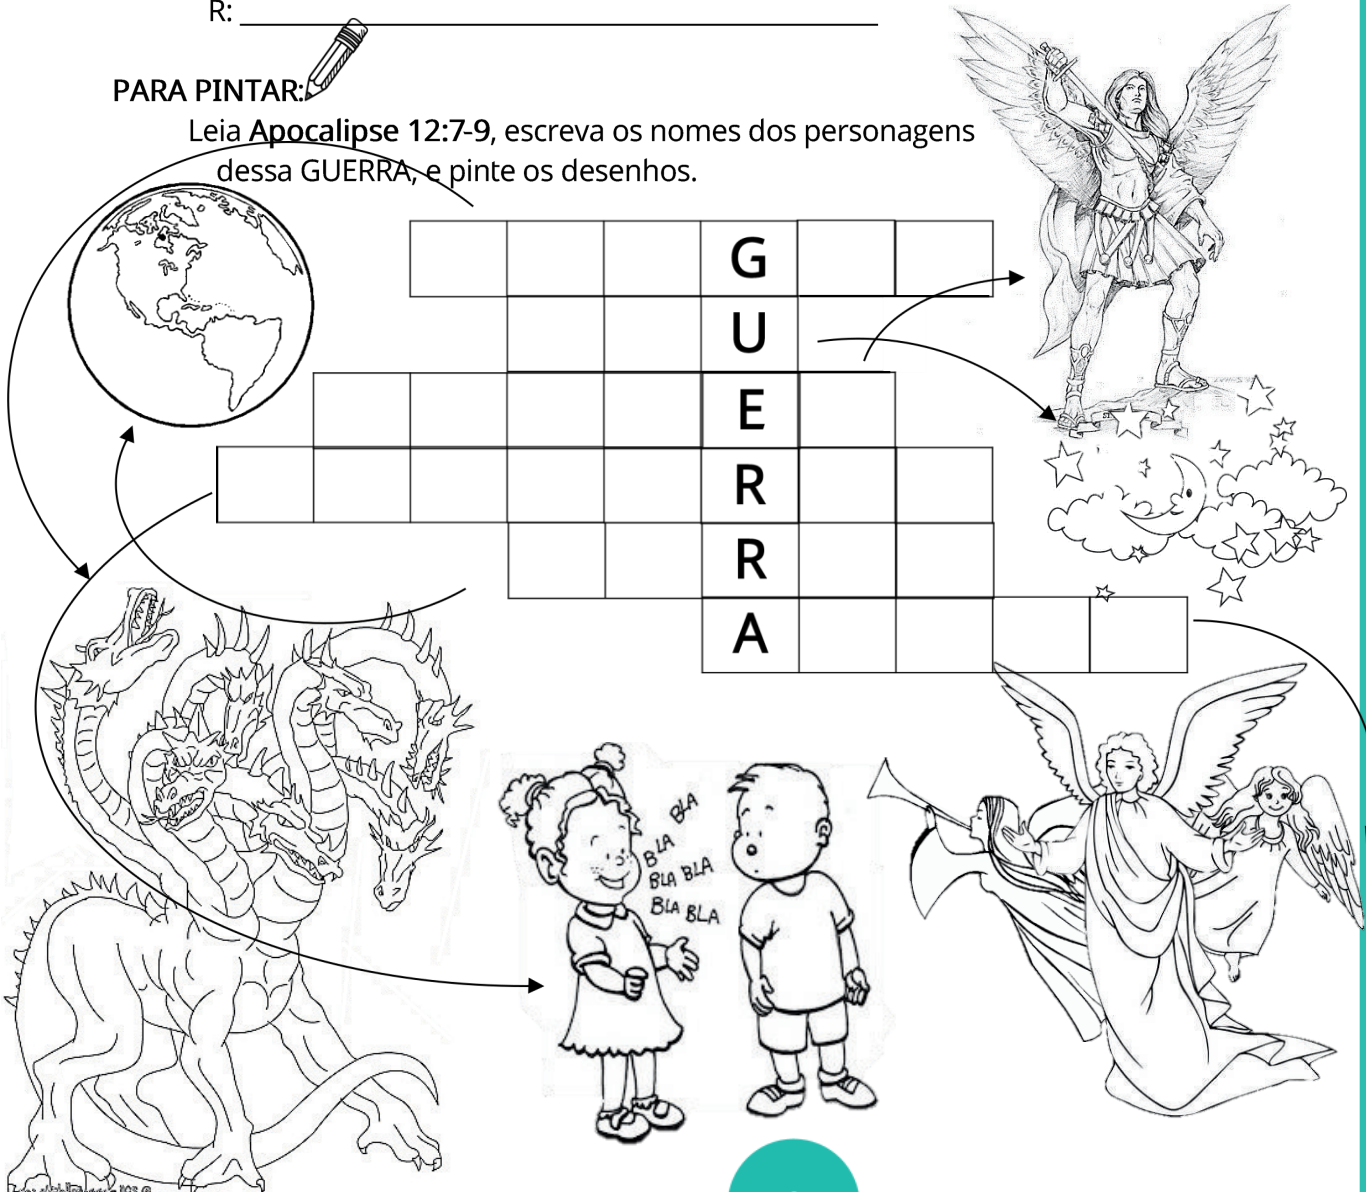 R:
PARA PINTAR:
Leia Apocalipse 12:7-9, escreva os nomes dos personagens
dessa GUERRA, e pinte os desenhos.
G
U
E
R
R
A
BLA
BLA
BLA BLA
BLA BLA